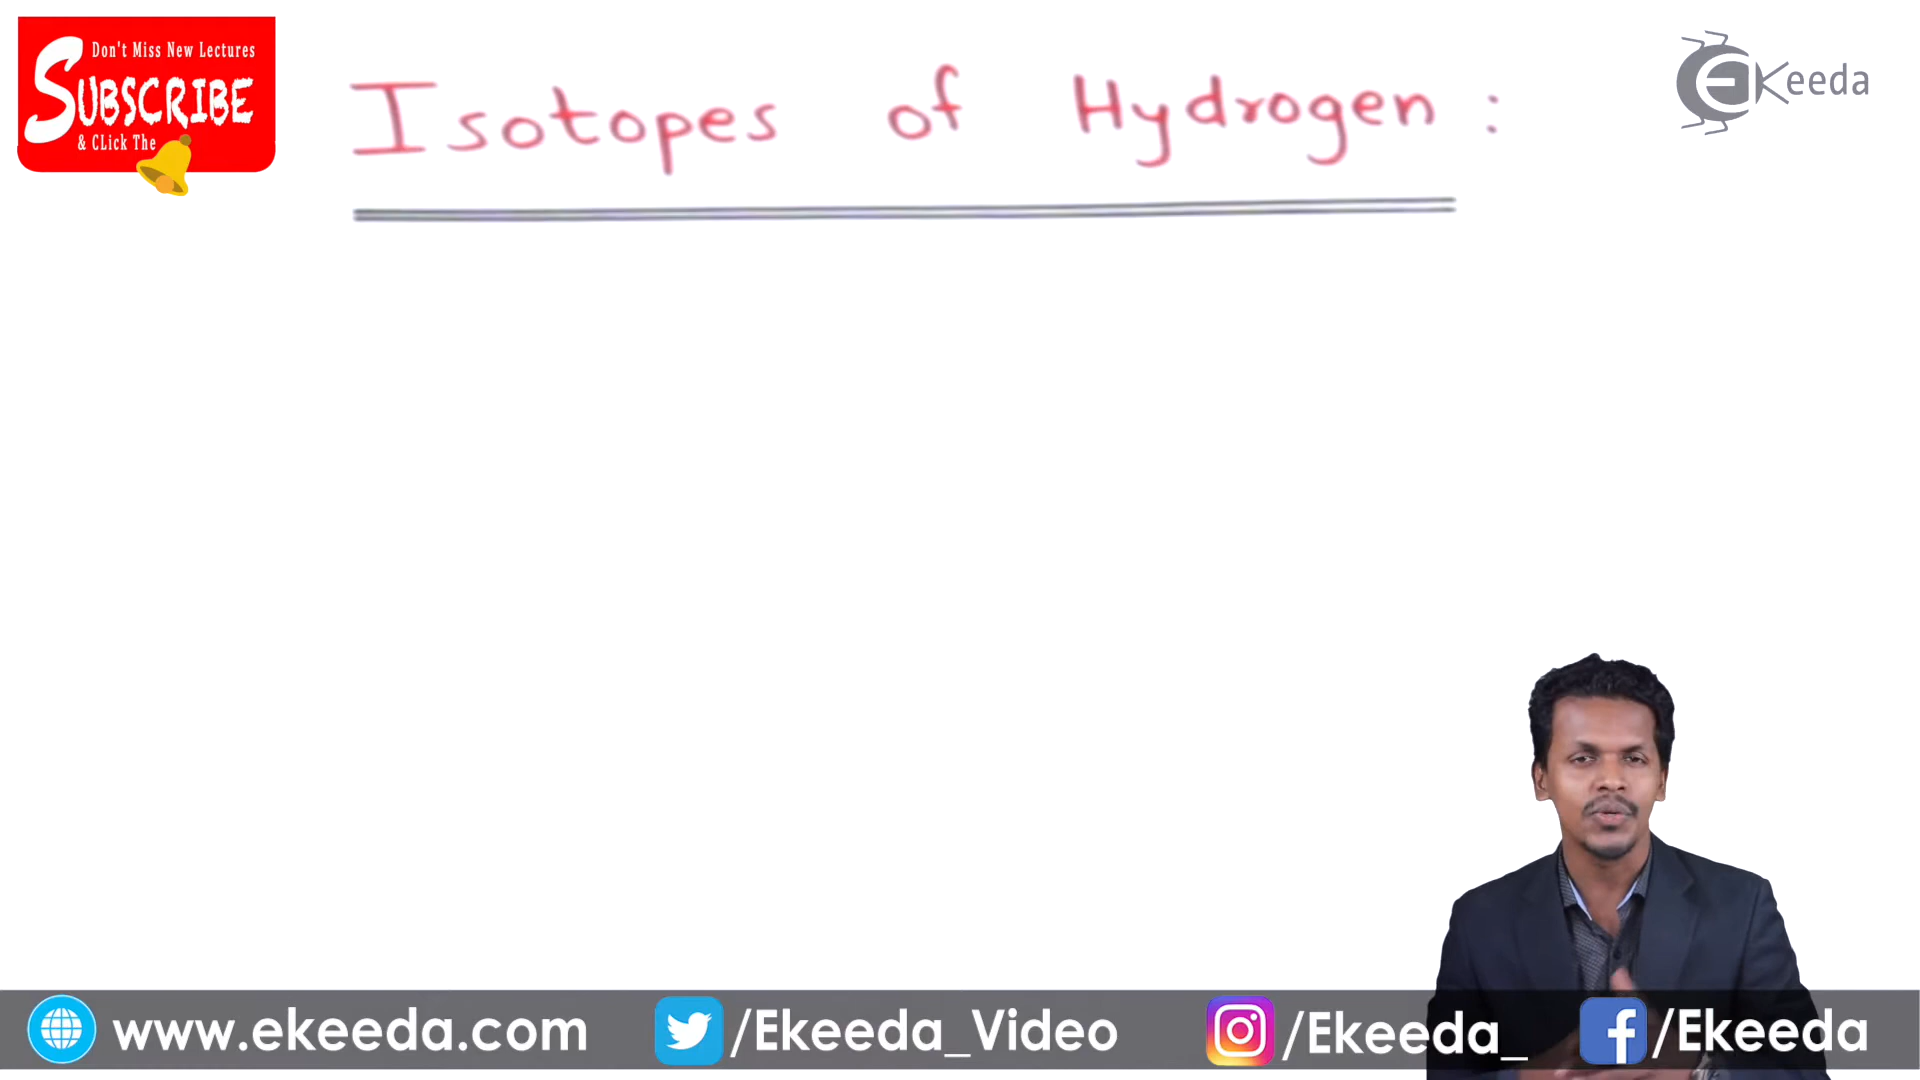 Don't Miss New Lectures
SUBSCRIBE
& CLick The
Isotopes of Hydrogen :
EKeeda
www.ekeeda.com
/Ekeeda_Video
/Ekeeda_
/Ekeeda